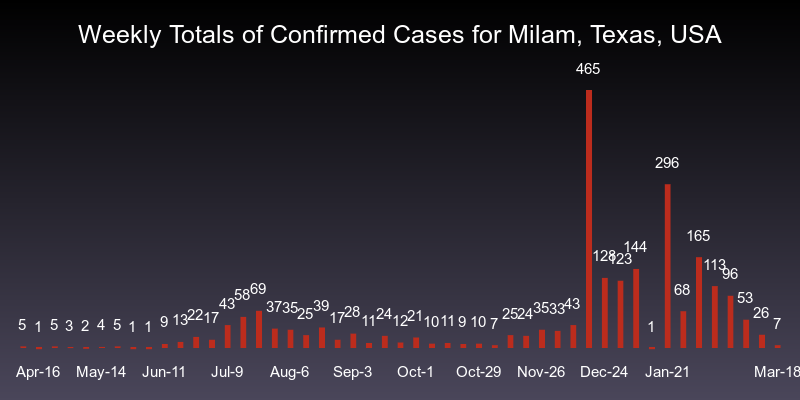 Weekly Totals of Confirmed Cases for Milam, Texas, USA
5 1 5 3 2 4 5 1 1 9 13 22 17 43 58 69 37 35 25 39 17 28 11 24 12 21 10 11 9 10 7 25 24 35 33 43 465 128 123 144 1 296 68 165 113 96 53 26 7
Apr-16 May-14 Jun-11 Jul-9 Aug-6 Sep-3 Oct-1 Oct-29 Nov-26 Dec-24 Jan-21 Mar-18